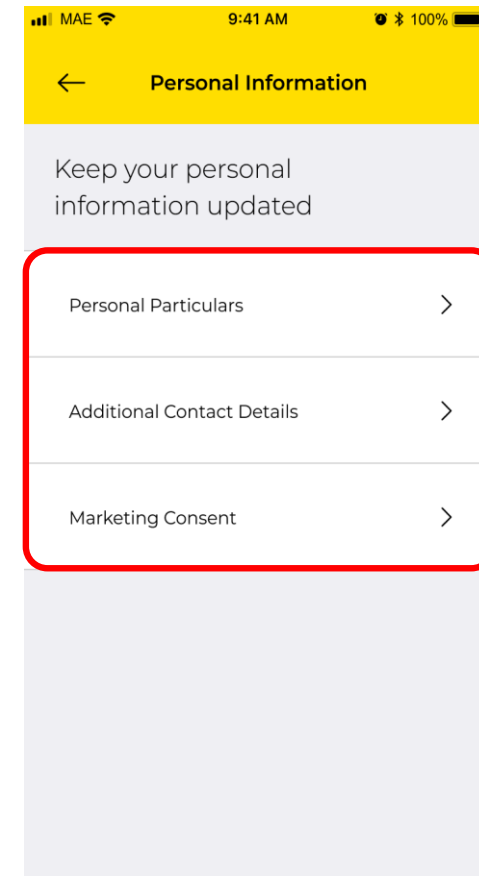 MAE 9:41 AM 100%
Personal Information
Keep your personal
information updated
Personal Particulars
Additional Contact Details
Marketing Consent